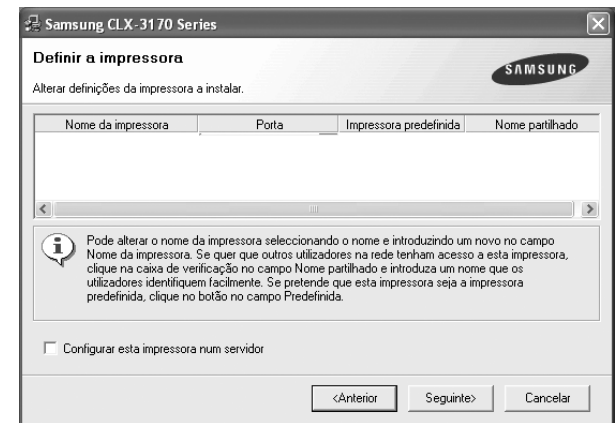 Samsung CLX-3170 Series
Definir a impressora
Alterar definições da impressora a instalar.
SAMSUNG
Nome da impressora Porta Impressora predefinida Nome partilhado
Pode alterar o nome da impressora seleccionando o nome e introduzindo um novo no campo
Nome da impressora. Se quer que outros utilizadores na rede tenham acesso a esta impressora,
clique na caixa de verificação no campo Nome partilhado e introduza um nome que os
utilizadores identifiquem facilmente. Se pretende que esta impressora seja a impressora
predefinida, clique no botão no campo Predefinida.
Configurar esta impressora num servidor
<Anterior Seguinte> Cancelar